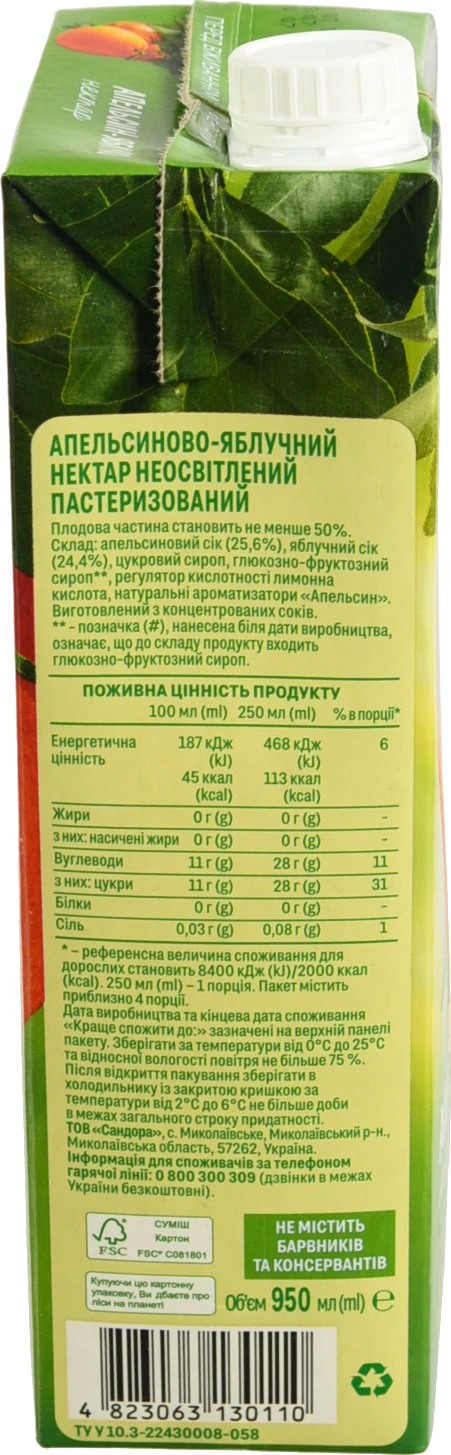 ПЕРЕД ВЖИВАННЯМ
АПЕЛЬСИН-ЯБЛУКО
нектар
АПЕЛЬСИНОВО-ЯБЛУЧНИЙ
НЕКТАР НЕОСВІТЛЕНИЙ
ПАСТЕРИЗОВАНИЙ
Плодова частина становить не менше 50%.
Склад: апельсиновий сік (25,6%), яблучний сік
(24,4%), цукровий сироп, глюкозно-фруктозний
сироп**, регулятор кислотності лимонна
кислота, натуральні ароматизатори «Апельсин».
Виготовлений з концентрованих соків.
** - позначка (#), нанесена біля дати виробництва,
означає, що до складу продукту входить
глюкозно-фруктозний сироп.
ПОЖИВНА ЦІННІСТЬ ПРОДУКТУ
100 мл (ml) 250 мл (ml) % в порції*
Енергетична 187 кДж 468 кДж 6
цінність (kJ) (kJ)
45 ккал 113 ккал
(kcal) (kcal)
Жири 0 г (g) 0 г (g) -
з них: насичені жири 0 г (g) 0 г (g) -
Вуглеводи 11 г (g) 28 г (g) 11
з них: цукри 11 г (g) 28 г (g) 31
Білки 0 г (g) 0 г (g) -
Сіль 0,03 г (g) 0,08 г (g) 1
* – референсна величина споживання для
дорослих становить 8400 кДж (kJ)/2000 ккал
(kcal). 250 мл (ml) – 1 порція. Пакет містить
приблизно 4 порції.
Дата виробництва та кінцева дата споживання
«Краще спожити до:» зазначені на верхній панелі
пакету. Зберігати за температури від 0°С до 25°С
та відносної вологості повітря не більше 75 %.
Після відкриття пакування зберігати в
холодильнику із закритою кришкою за
температури від 2°С до 6°С не більше доби
в межах загального строку придатності.
ТОВ «Сандора», с. Миколаївське, Миколаївський р-н.,
Миколаївська область, 57262, Україна.
Інформація для споживачів за телефоном
гарячої лінії: 0 800 300 309 (дзвінки в межах
України безкоштовні).
FSC
СУМІШ
Картон
FSC® C081801
Купуючи цю картонну
упаковку, Ви дбаєте про
ліси на планеті
НЕ МІСТИТЬ
БАРВНИКІВ
ТА КОНСЕРВАНТІВ
Об'єм 950 мл (ml) ℮
4 823063 130110
ТУ У 10.3-22430008-058